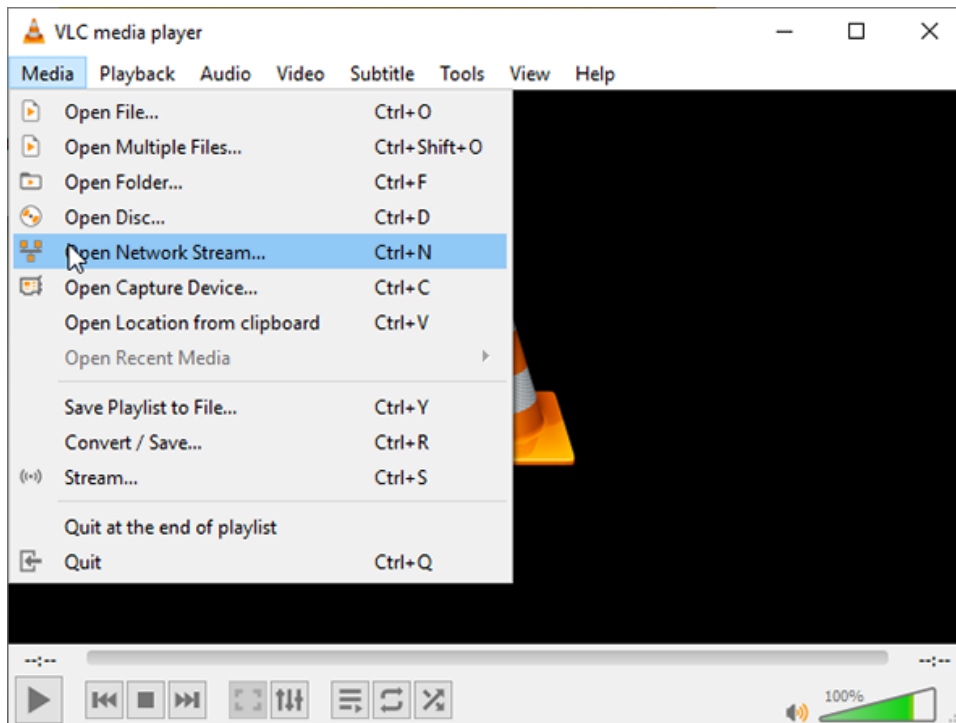 VLC media player
Media Playback Audio Video Subtitle Tools View Help
Open File... Ctrl+O
Open Multiple Files... Ctrl+Shift+O
Open Folder... Ctrl+F
Open Disc... Ctrl+D
Open Network Stream... Ctrl+N
Open Capture Device... Ctrl+C
Open Location from clipboard Ctrl+V
Open Recent Media
Save Playlist to File... Ctrl+Y
Convert / Save... Ctrl+R
Stream... Ctrl+S
Quit at the end of playlist
Quit Ctrl+Q
--:-- --:--
100%